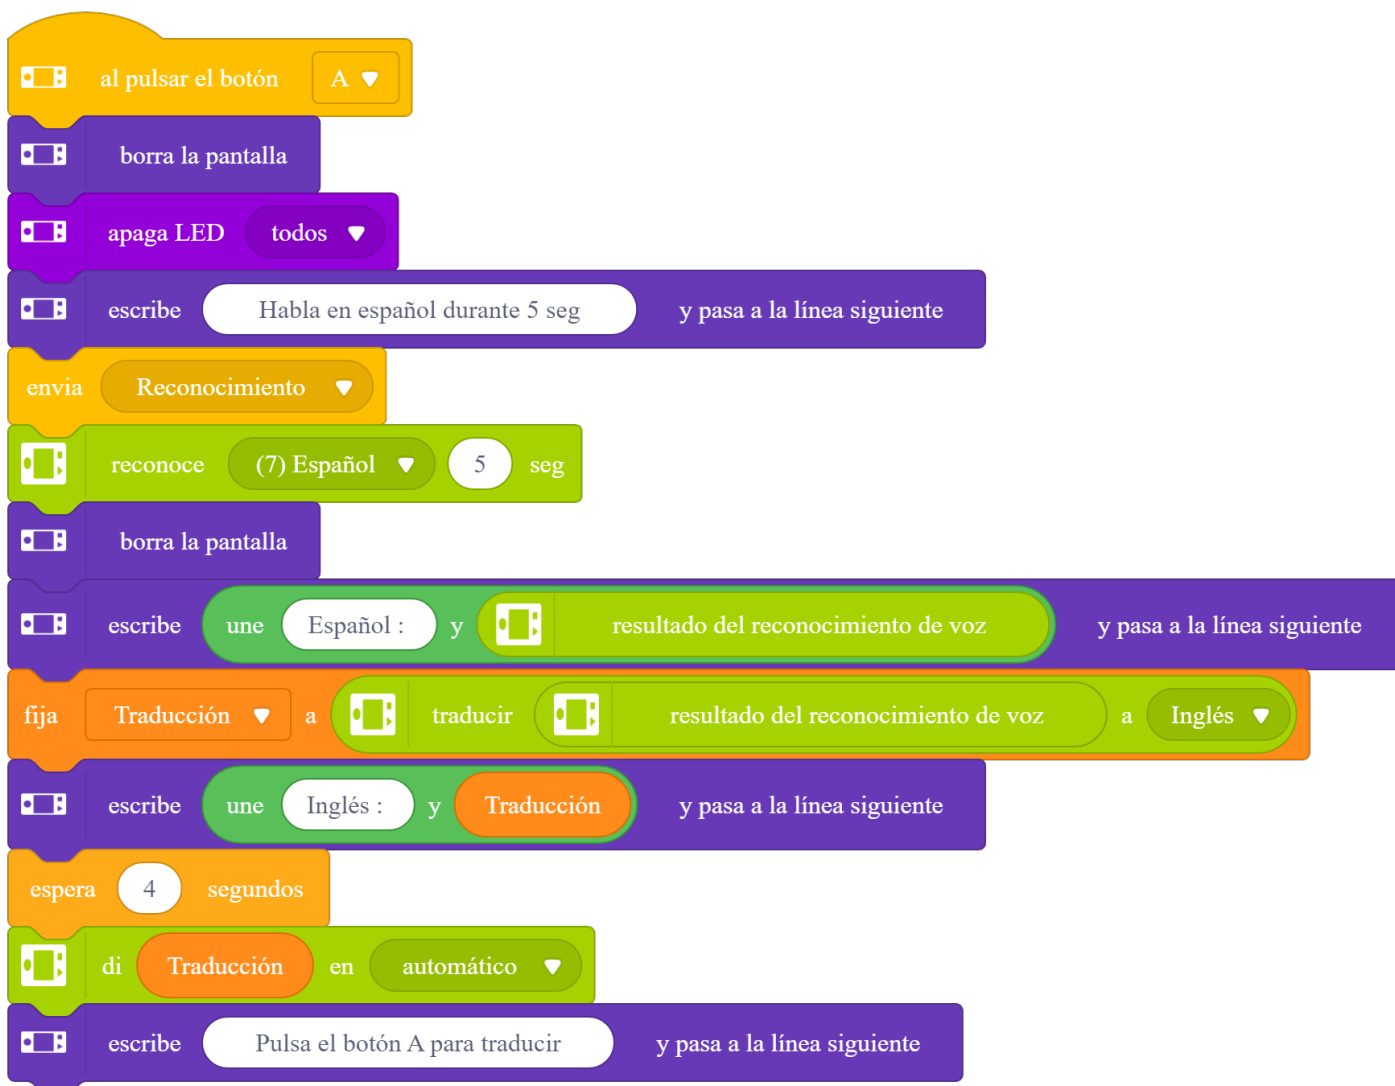 al pulsar el botón A
borra la pantalla
apaga LED todos
escribe Habla en español durante 5 seg y pasa a la línea siguiente
envia Reconocimiento
reconoce (7) Español 5 seg
borra la pantalla
escribe une Español : y resultado del reconocimiento de voz y pasa a la línea siguiente
fija Traducción a traducir resultado del reconocimiento de voz a Inglés
escribe une Inglés : y Traducción y pasa a la línea siguiente
espera 4 segundos
di Traducción en automático
escribe Pulsa el botón A para traducir y pasa a la línea siguiente